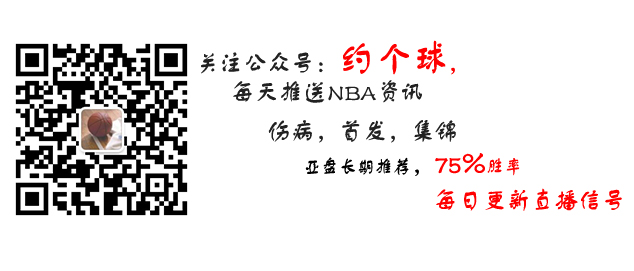 关注公众号：约个球，
每天推送NBA资讯
伤病，首发，集锦
亚盘长期推荐，75%胜率
每日更新直播信号